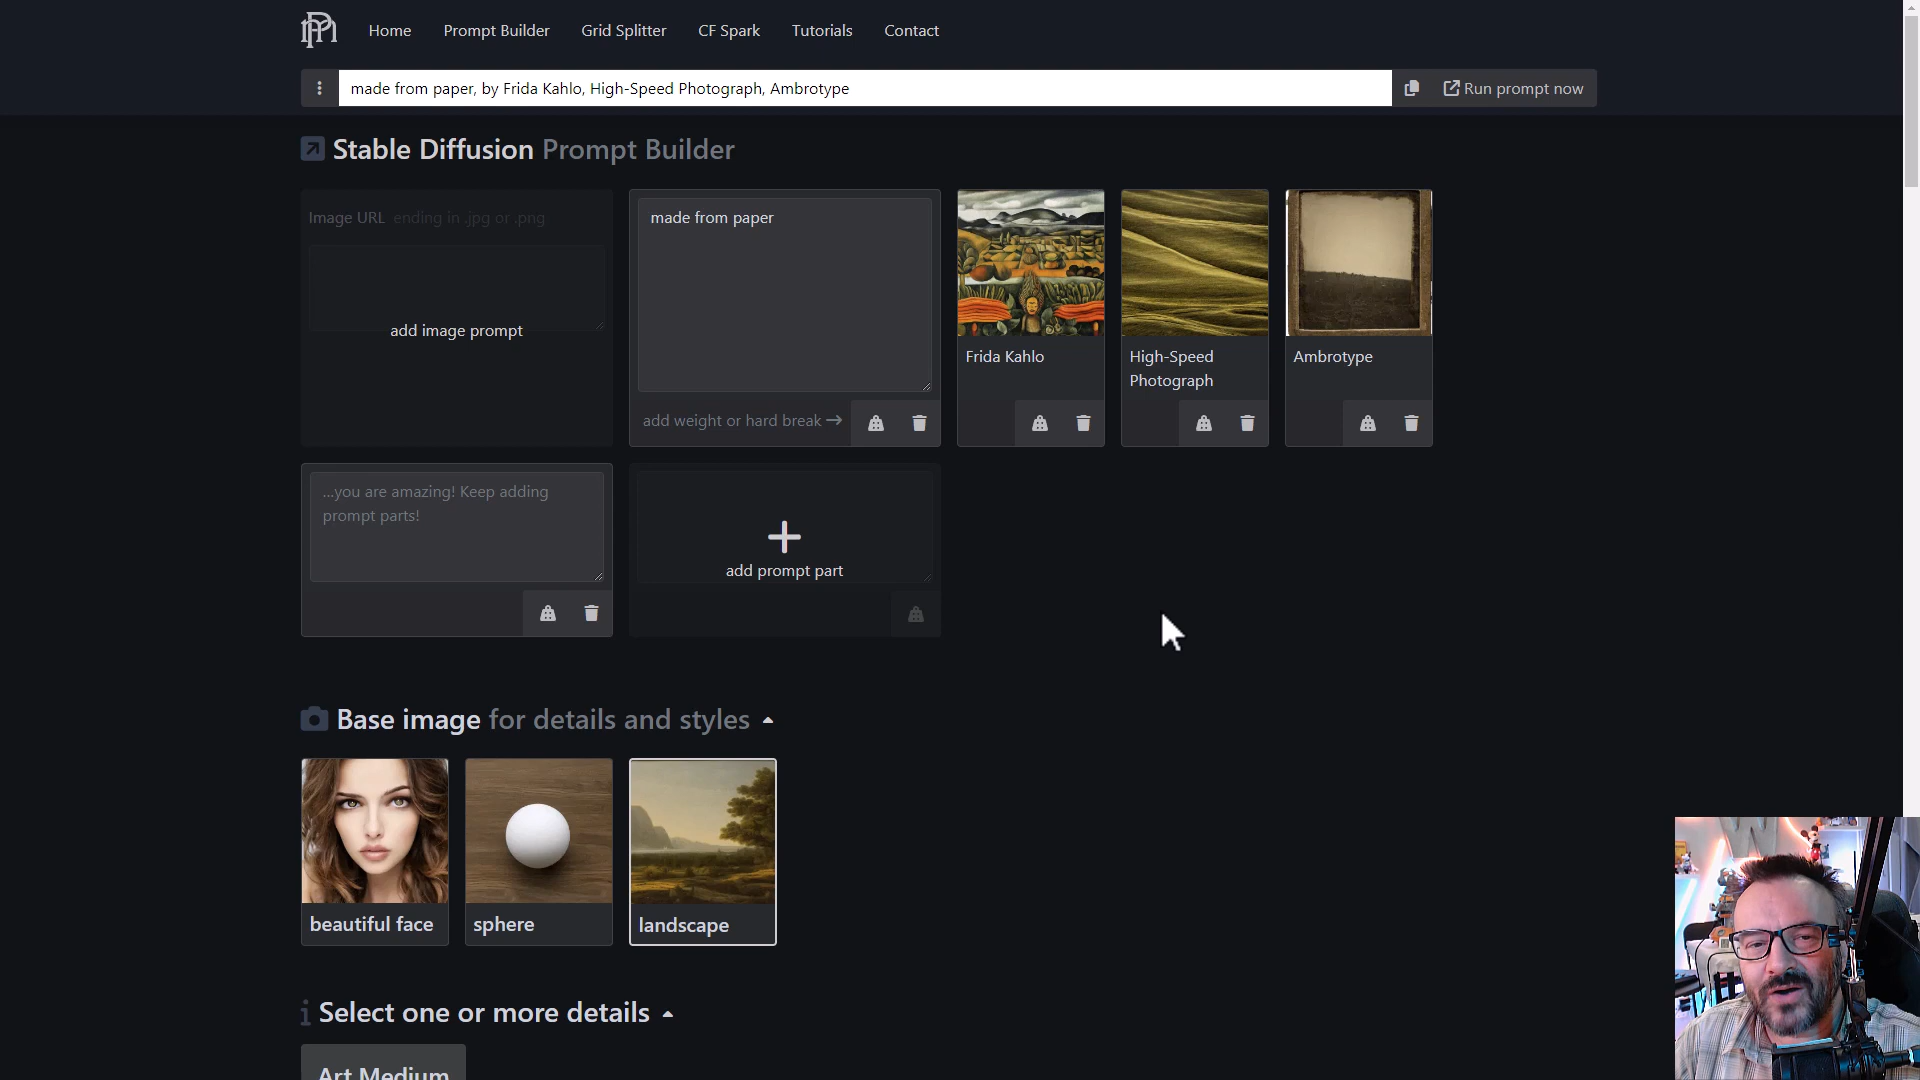 Home
Prompt Builder
Grid Splitter
CF Spark
Tutorials
Contact
made from paper, by Frida Kahlo, High-Speed Photograph, Ambrotype
Run prompt now
Stable Diffusion Prompt Builder
Image URL ending in .jpg or .png
add image prompt
made from paper
add weight or hard break →
Frida Kahlo
High-Speed
Photograph
Ambrotype
...you are amazing! Keep adding
prompt parts!
add prompt part
Base image for details and styles
beautiful face
sphere
landscape
Select one or more details
Art Medium